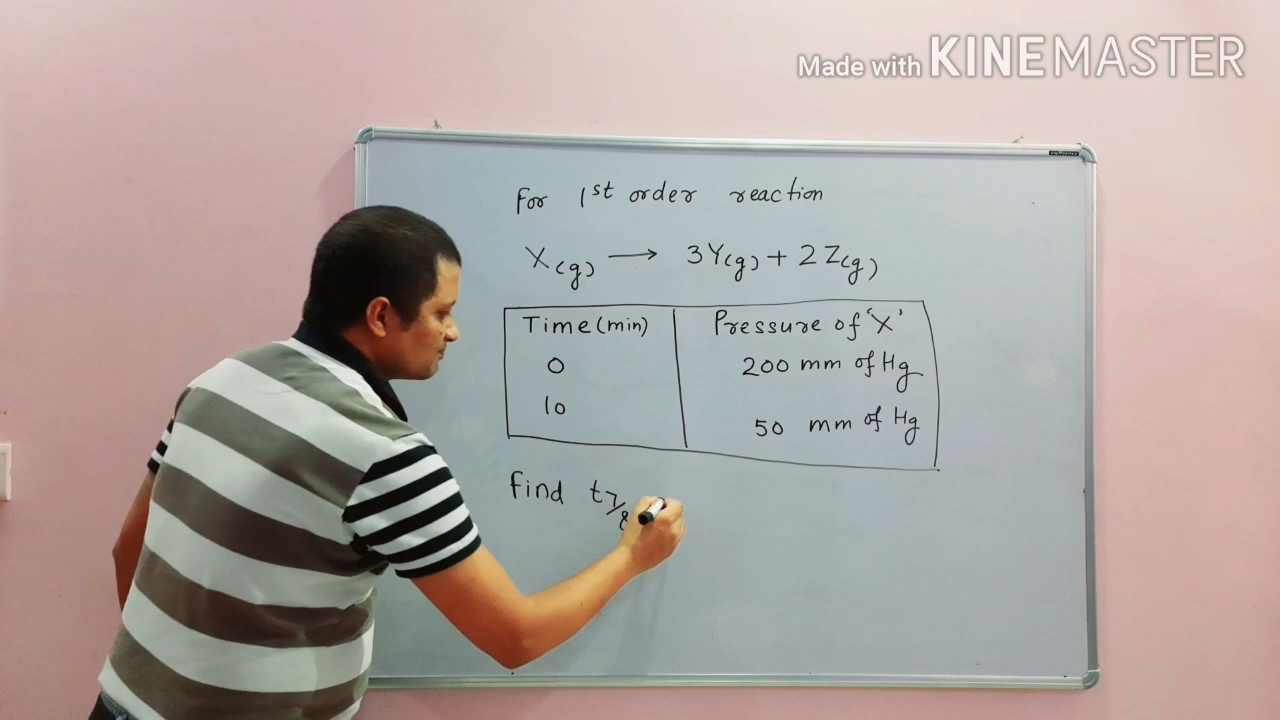 Made with KINEMASTER
For 1st order reaction
X(g) → 3Y(g) + 2Z(g)
Time (min) Pressure of 'X'
0 200 mm of Hg
10 50 mm of Hg
find t7/8